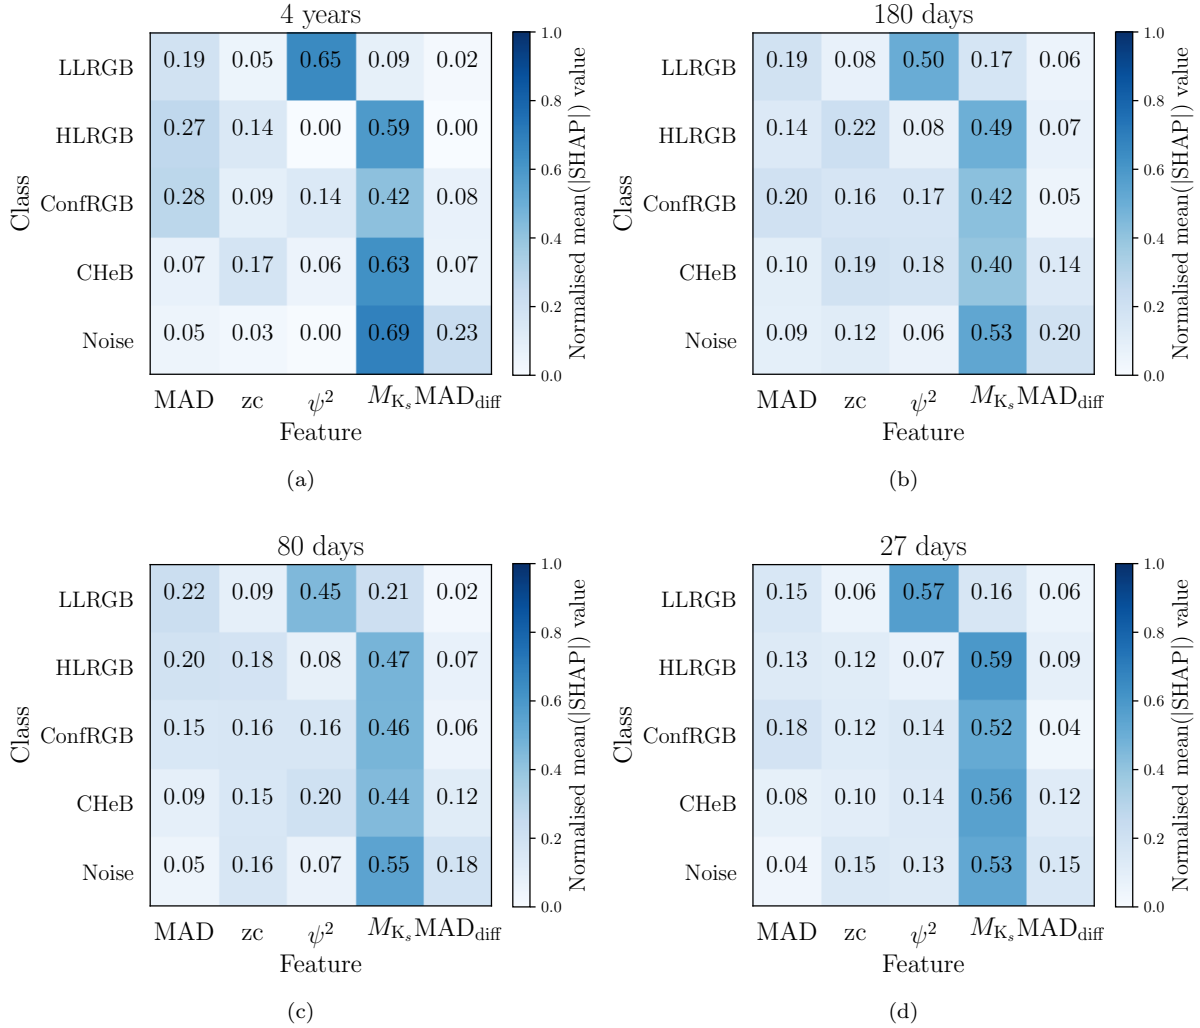 4 years
LLRGB 0.19 0.05 0.65 0.09 0.02
HLRGB 0.27 0.14 0.00 0.59 0.00
ConfRGB 0.28 0.09 0.14 0.42 0.08
CHeB 0.07 0.17 0.06 0.63 0.07
Noise 0.05 0.03 0.00 0.69 0.23
Class
MAD zc ψ² M_{K_s} MAD_{diff}
Feature
1.0
0.8
0.6
0.4
0.2
0.0
Normalised mean(|SHAP|) value
(a)
180 days
LLRGB 0.19 0.08 0.50 0.17 0.06
HLRGB 0.14 0.22 0.08 0.49 0.07
ConfRGB 0.20 0.16 0.17 0.42 0.05
CHeB 0.10 0.19 0.18 0.40 0.14
Noise 0.09 0.12 0.06 0.53 0.20
Class
MAD zc ψ² M_{K_s} MAD_{diff}
Feature
1.0
0.8
0.6
0.4
0.2
0.0
Normalised mean(|SHAP|) value
(b)
80 days
LLRGB 0.22 0.09 0.45 0.21 0.02
HLRGB 0.20 0.18 0.08 0.47 0.07
ConfRGB 0.15 0.16 0.16 0.46 0.06
CHeB 0.09 0.15 0.20 0.44 0.12
Noise 0.05 0.16 0.07 0.55 0.18
Class
MAD zc ψ² M_{K_s} MAD_{diff}
Feature
1.0
0.8
0.6
0.4
0.2
0.0
Normalised mean(|SHAP|) value
(c)
27 days
LLRGB 0.15 0.06 0.57 0.16 0.06
HLRGB 0.13 0.12 0.07 0.59 0.09
ConfRGB 0.18 0.12 0.14 0.52 0.04
CHeB 0.08 0.10 0.14 0.56 0.12
Noise 0.04 0.15 0.13 0.53 0.15
Class
MAD zc ψ² M_{K_s} MAD_{diff}
Feature
1.0
0.8
0.6
0.4
0.2
0.0
Normalised mean(|SHAP|) value
(d)